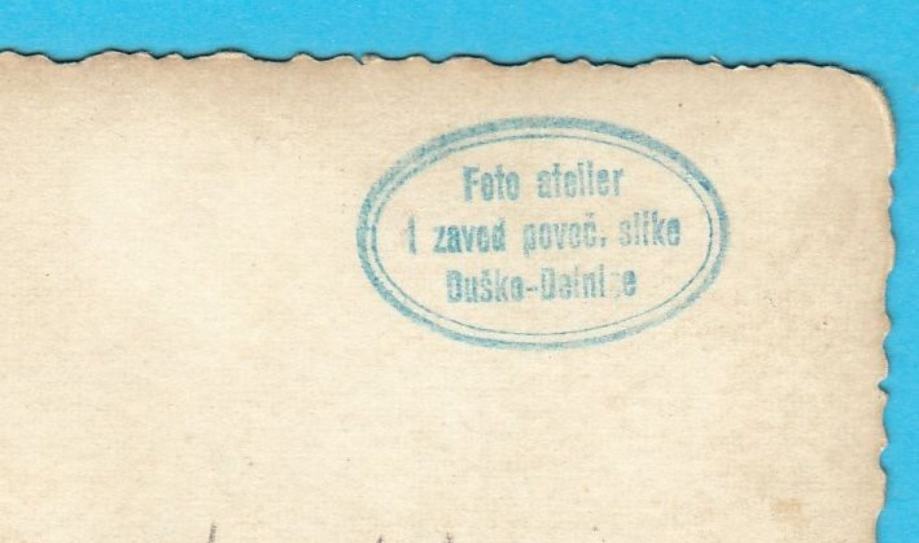 Foto atelier
i zavod poveć. slike
Duško-Delnice